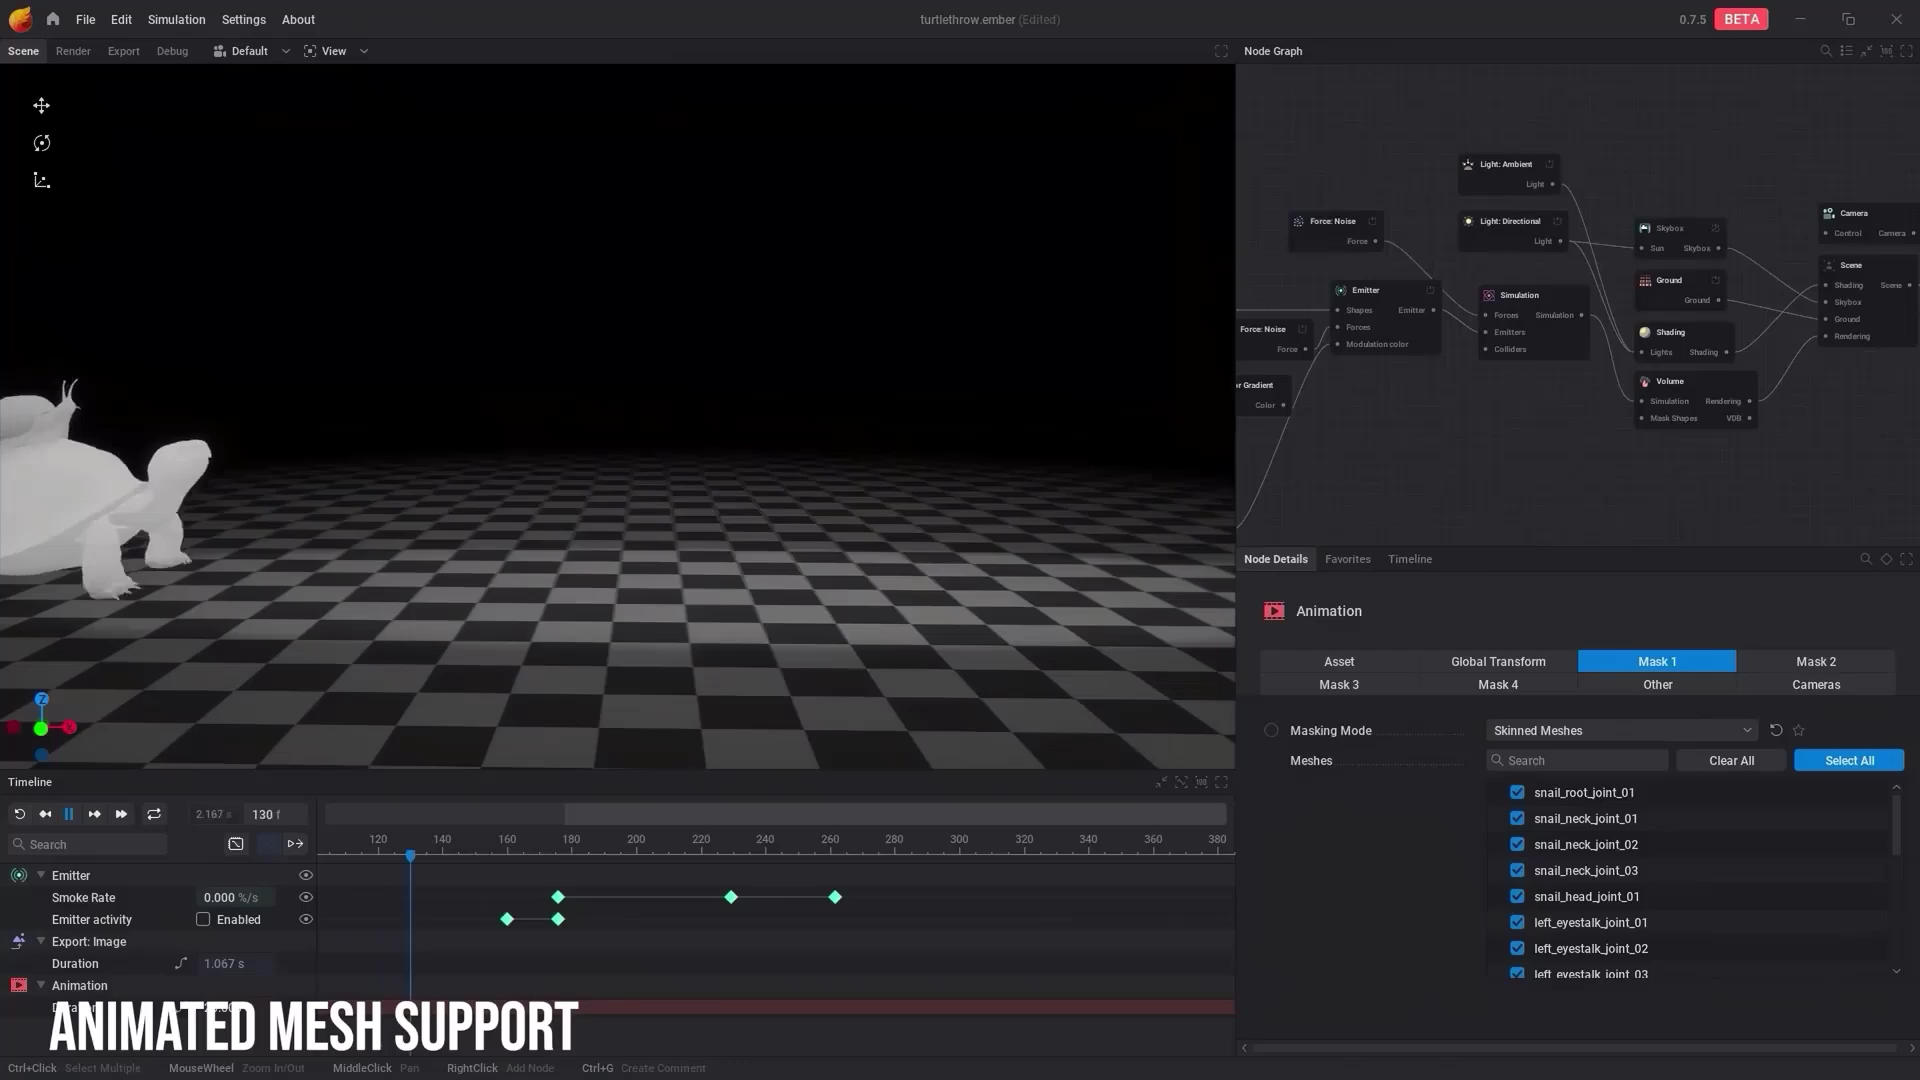 File Edit Simulation Settings About
turtlethrow.ember (Edited)
0.7.5 BETA
Scene Render Export Debug Default View
Node Graph
Light: Ambient
Light
Force: Noise
Force
Light: Directional
Light
Skybox
Sun Skybox
Camera
Control Camera
Ground
Ground
Scene
Shading Scene
Skybox
Ground
Rendering
Emitter
Shapes Emitter
Forces
Modulation color
Simulation
Forces Simulation
Emitters
Colliders
Force: Noise
Force
Shading
Lights Shading
or Gradient
Color
Volume
Simulation Rendering
Mask Shapes VDB
Z
Node Details Favorites Timeline
Animation
Asset Global Transform Mask 1 Mask 2
Mask 3 Mask 4 Other Cameras
Masking Mode Skinned Meshes
Meshes Search Clear All Select All
snail_root_joint_01
snail_neck_joint_01
snail_neck_joint_02
snail_neck_joint_03
snail_head_joint_01
left_eyestalk_joint_01
left_eyestalk_joint_02
left_eyestalk_joint_03
Timeline
2.167 s 130 f
Search
120 140 160 180 200 220 240 260 280 300 320 340 360 380
Emitter
Smoke Rate 0.000 %/s
Emitter activity Enabled
Export: Image
Duration 1.067 s
Animation
ANIMATED MESH SUPPORT
Ctrl+Click Select Multiple MouseWheel Zoom In/Out MiddleClick Pan RightClick Add Node Ctrl+G Create Comment